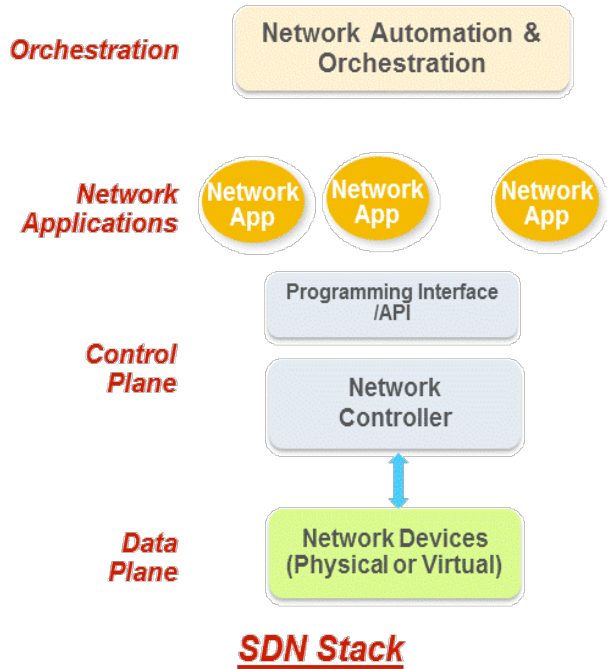 Orchestration
Network Automation &
Orchestration
Network
Applications
Network
App
Network
App
Network
App
Programming Interface
/API
Control
Plane
Network
Controller
Data
Plane
Network Devices
(Physical or Virtual)
SDN Stack